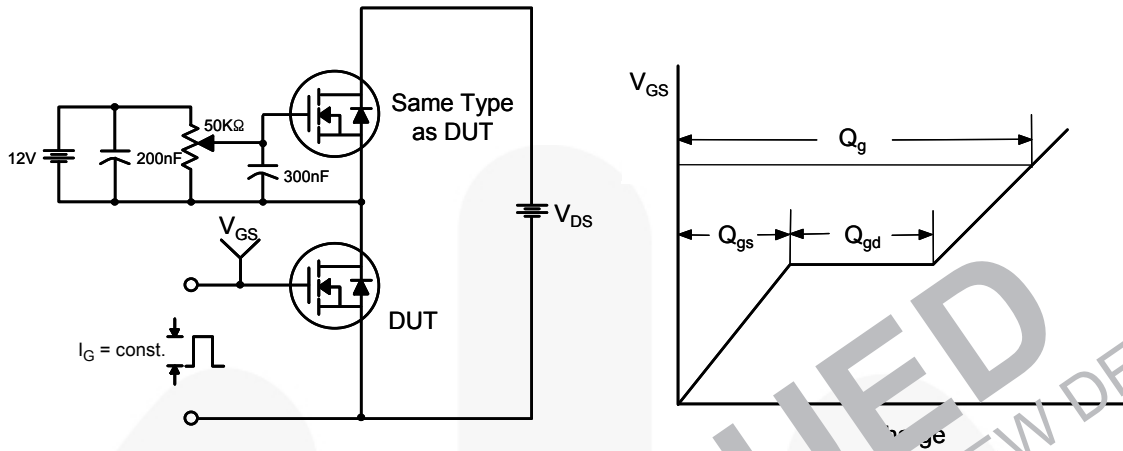 12V
200nF
50KΩ
300nF
Same Type
as DUT
V_DS
V_GS
DUT
I_G = const.
V_GS
Q_g
Q_gs
Q_gd